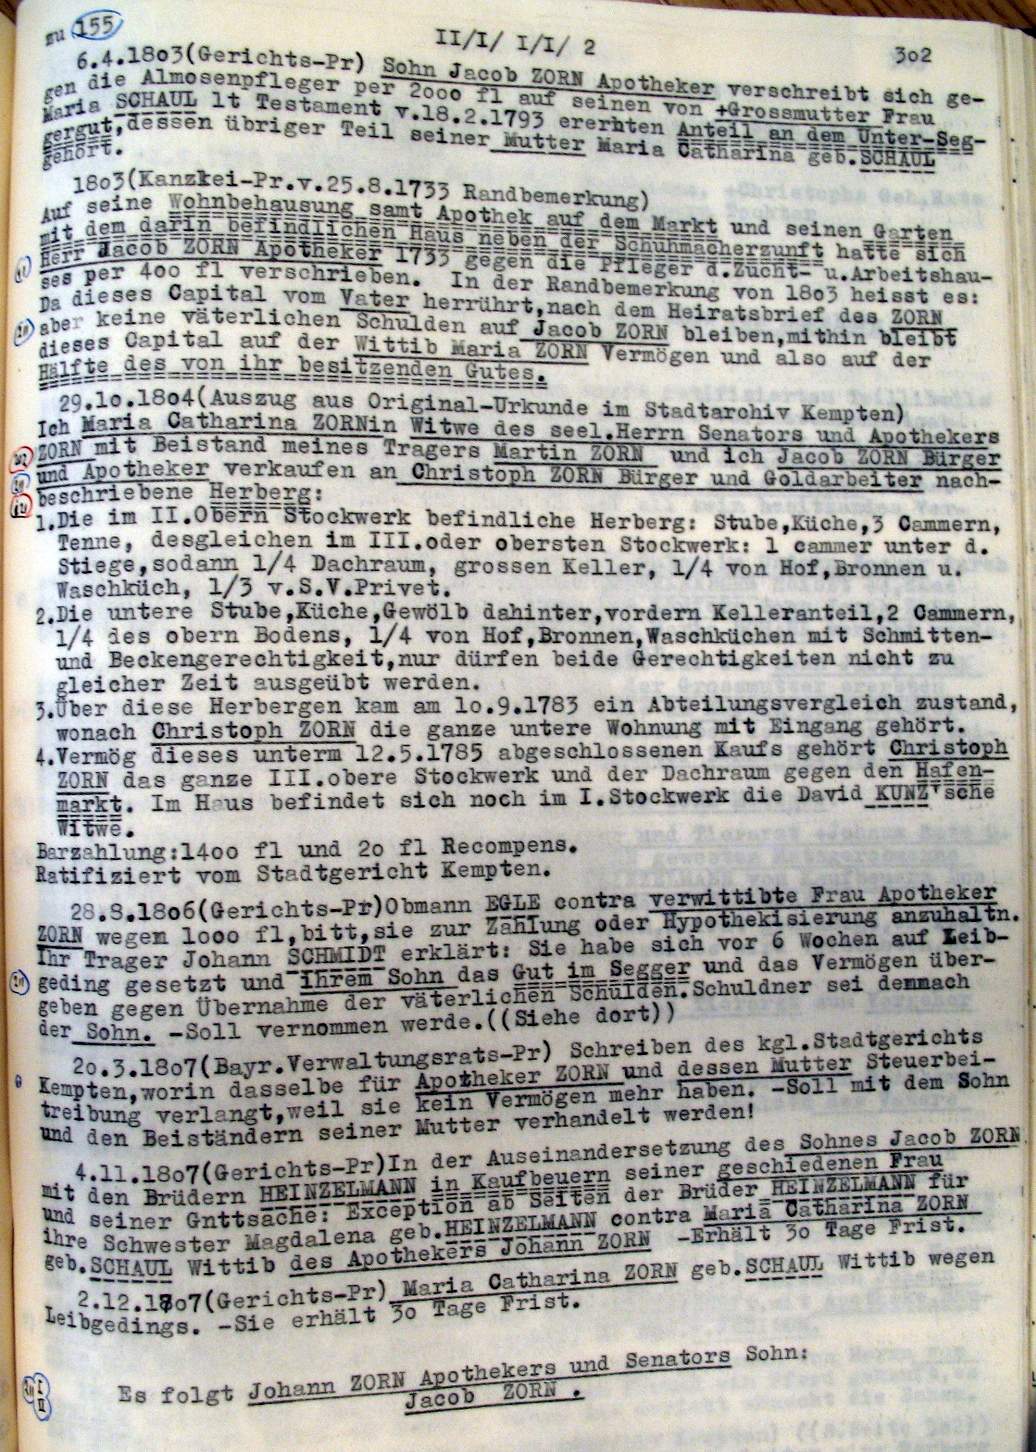 zu 155
II/I/ I/I/ 2
302
6.4.18o3(Gerichts-Pr) Sohn Jacob ZORN Apotheker verschreibt sich ge-
gen die Almosenpfleger per 2ooo fl auf seinen von +Grossmutter Frau
Maria SCHAUL lt Testament v.18.2.1793 ererhten Anteil an dem Unter-Seg-
gergut,dessen übriger Teil seiner Mutter Maria Catharina geb.SCHAUL
gehört.
18o3(Kanzkei-Pr.v.25.8.1733 Randbemerkung)
Auf seine Wohnbehausung samt Apothek auf dem Markt und seinen Garten
mit dem darin befindlichen Haus neben der Schuhmacherzunft hatte sich
Herr Jacob ZORN Apotheker 1733 gegen die Pfleger d.Zucht- u.Arbeitshau-
ses per 4oo fl verschrieben. In der Randbemerkung von 18o3 heisst es:
Da dieses Capital vom Vater herrührt,nach dem Heiratsbrief des ZORN
aber keine väterlichen Schulden auf Jacob ZORN bleiben,mithin bleibt
dieses Capital auf der Wittib Maria ZORN Vermögen und also auf der
Hälfte des von ihr besitzenden Gutes.
29.1o.18o4(Auszug aus Original-Urkunde im Stadtarchiv Kempten)
Ich Maria Catharina ZORNin Witwe des seel.Herrn Senators und Apothekers
ZORN mit Beistand meines Tragers Martin ZORN und ich Jacob ZORN Bürger
und Apotheker verkaufen an Christoph ZORN Bürger und Goldarbeiter nach-
beschriebene Herberg:
1.Die im II.Obern Stockwerk befindliche Herberg: Stube,Küche,3 Cammern,
Tenne, desgleichen im III.oder obersten Stockwerk: 1 cammer unter d.
Stiege,sodann 1/4 Dachraum, grossen Keller, 1/4 von Hof,Bronnen u.
Waschküch, 1/3 v.S.V.Privet.
2.Die untere Stube,Küche,Gewölb dahinter,vordern Kelleranteil,2 Cammern,
1/4 des obern Bodens, 1/4 von Hof,Bronnen,Waschküchen mit Schmitten-
und Beckengerechtigkeit,nur dürfen beide Gerechtigkeiten nicht zu
gleicher Zeit ausgeübt werden.
3.Über diese Herbergen kam am 1o.9.1783 ein Abteilungsvergleich zustand,
wonach Christoph ZORN die ganze untere Wohnung mit Eingang gehört.
4.Vermög dieses unterm 12.5.1785 abgeschlossenen Kaufs gehört Christoph
ZORN das ganze III.obere Stockwerk und der Dachraum gegen den Hafen-
markt. Im Haus befindet sich noch im I.Stockwerk die David KUNZ'sche
Witwe.
Barzahlung:14oo fl und 2o fl Recompens.
Ratifiziert vom Stadtgericht Kempten.
28.8.18o6(Gerichts-Pr)Obmann EGLE contra verwittibte Frau Apotheker
ZORN wegen 1ooo fl,bitt,sie zur Zahlung oder Hypothekisierung anzuhaltn.
Ihr Trager Johann SCHMIDT erklärt: Sie habe sich vor 6 Wochen auf Leib-
geding gesetzt und Ihrem Sohn das Gut im Segger und das Vermögen über-
geben gegen Übernahme der väterlichen Schulden.Schuldner sei demnach
der Sohn. -Soll vernommen werde.((Siehe dort))
2o.3.18o7(Bayr.Verwaltungsrats-Pr) Schreiben des kgl.Stadtgerichts
Kempten,worin dasselbe für Apotheker ZORN und dessen Mutter Steuerbei-
treibung verlangt,weil sie kein Vermögen mehr haben. -Soll mit dem Sohn
und den Beiständern seiner Mutter verhandelt werden!
4.11.18o7(Gerichts-Pr)In der Auseinandersetzung des Sohnes Jacob ZORN
mit den Brüdern HEINZELMANN in Kaufbeuern seiner geschiedenen Frau
und seiner Gnttsache: Exception ab Seiten der Brüder HEINZELMANN für
ihre Schwester Magdalena geb.HEINZELMANN contra Maria Catharina ZORN
geb.SCHAUL Wittib des Apothekers Johann ZORN -Erhält 3o Tage Frist.
2.12.18o7(Gerichts-Pr) Maria Catharina ZORN geb.SCHAUL Wittib wegen
Leibgedings. -Sie erhält 3o Tage Frist.
Es folgt Johann ZORN Apothekers und Senators Sohn:
Jacob ZORN .